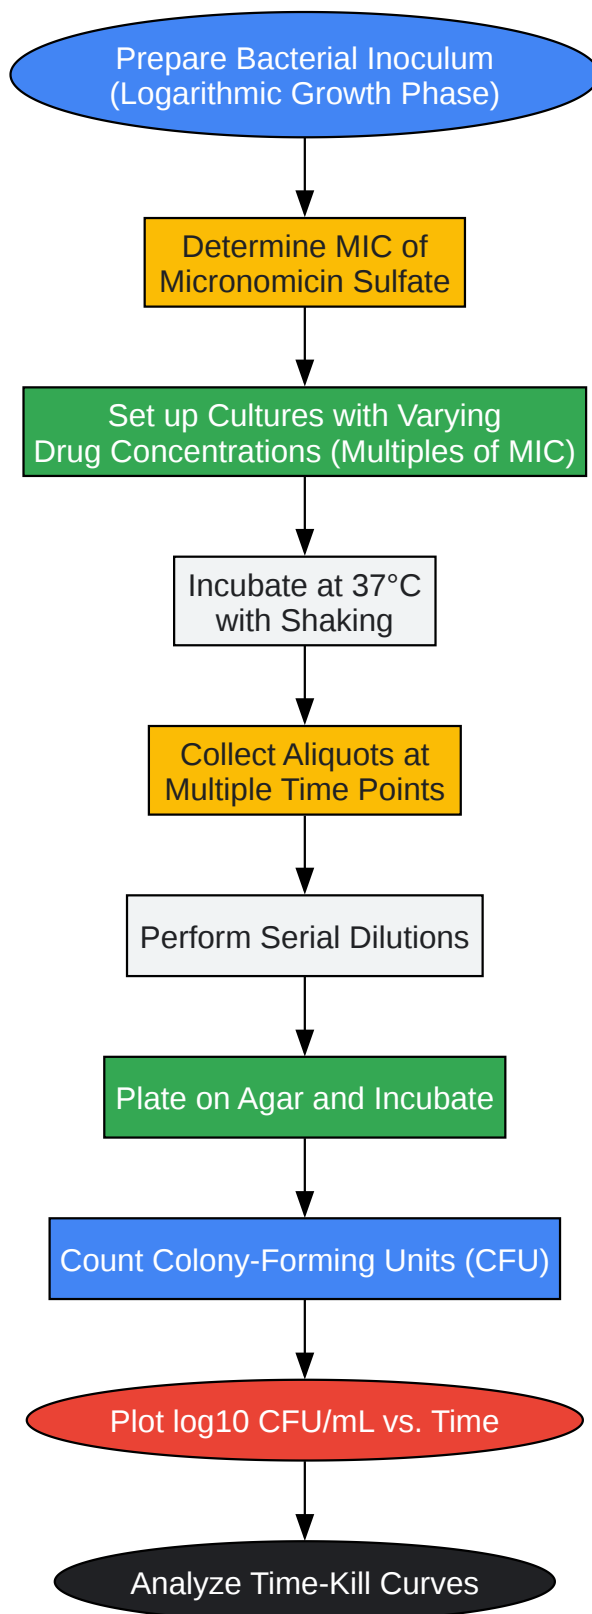 Prepare Bacterial Inoculum
(Logarithmic Growth Phase)
Determine MIC of
Micronomicin Sulfate
Set up Cultures with Varying
Drug Concentrations (Multiples of MIC)
Incubate at 37°C
with Shaking
Collect Aliquots at
Multiple Time Points
Perform Serial Dilutions
Plate on Agar and Incubate
Count Colony-Forming Units (CFU)
Plot log10 CFU/mL vs. Time
Analyze Time-Kill Curves